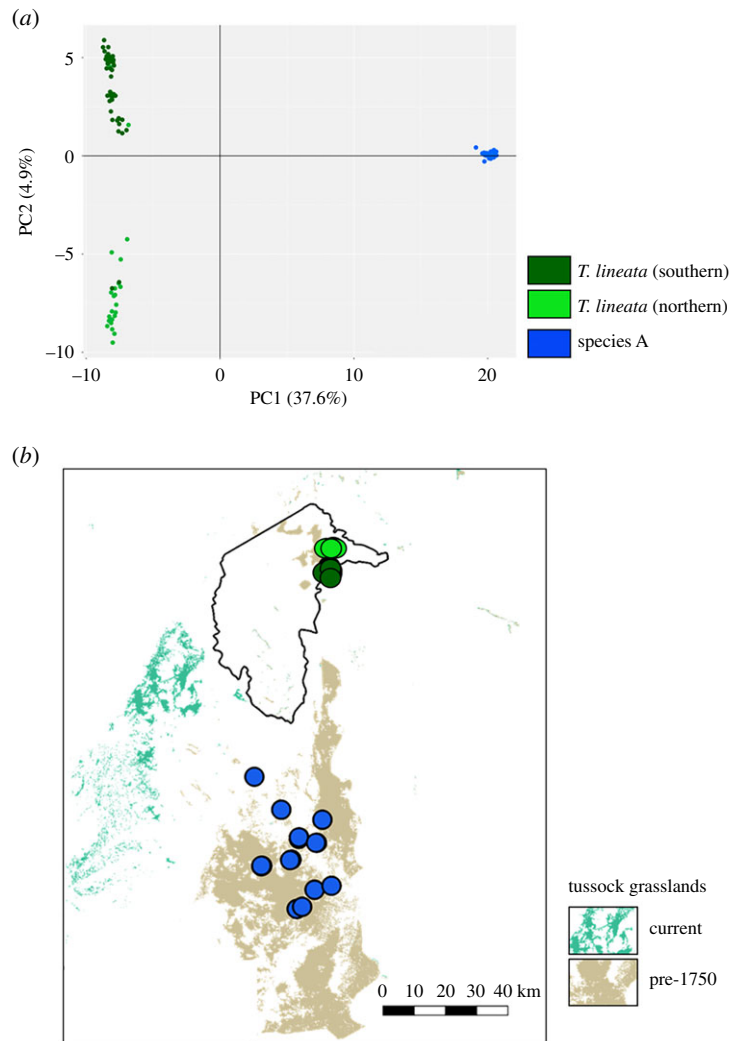 (a)
5
0
−5
−10
PC2 (4.9%)
−10 0 10 20
PC1 (37.6%)
T. lineata (southern)
T. lineata (northern)
species A
(b)
0 10 20 30 40 km
tussock grasslands
current
pre-1750